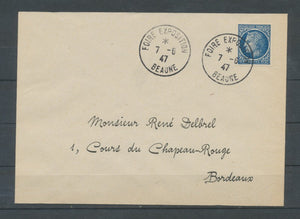 FOIRE EXPOSITION
*
7 -6
47
BEAUNE
FOIRE EXPO
*
7 -6
47
BEAUNE
Monsieur René Delbrel
1, Cours du Chapeau-Rouge
Bordeaux